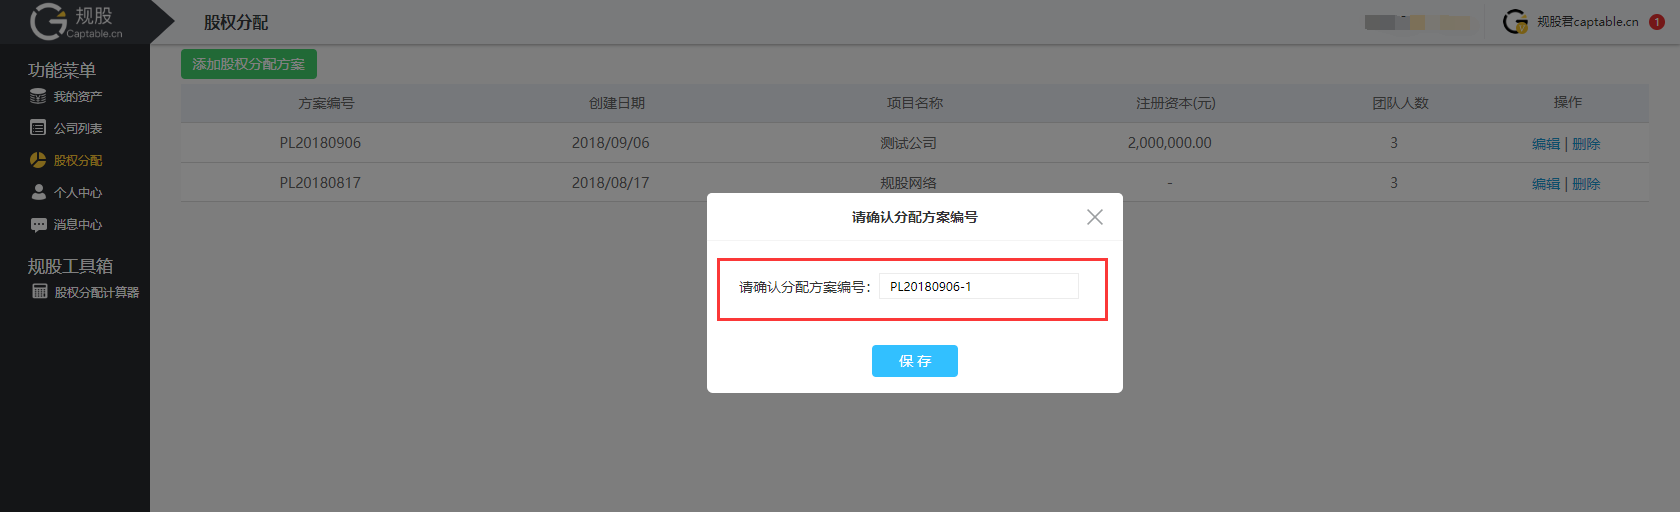 规股
Captable.cn
股权分配
规股君captable.cn
1
功能菜单
我的资产
公司列表
股权分配
个人中心
消息中心
规股工具箱
股权分配计算器
添加股权分配方案
方案编号 创建日期 项目名称 注册资本(元) 团队人数 操作
PL20180906 2018/09/06 测试公司 2,000,000.00 3 编辑 | 删除
PL20180817 2018/08/17 规股网络 - 3 编辑 | 删除
请确认分配方案编号
请确认分配方案编号： PL20180906-1
保 存